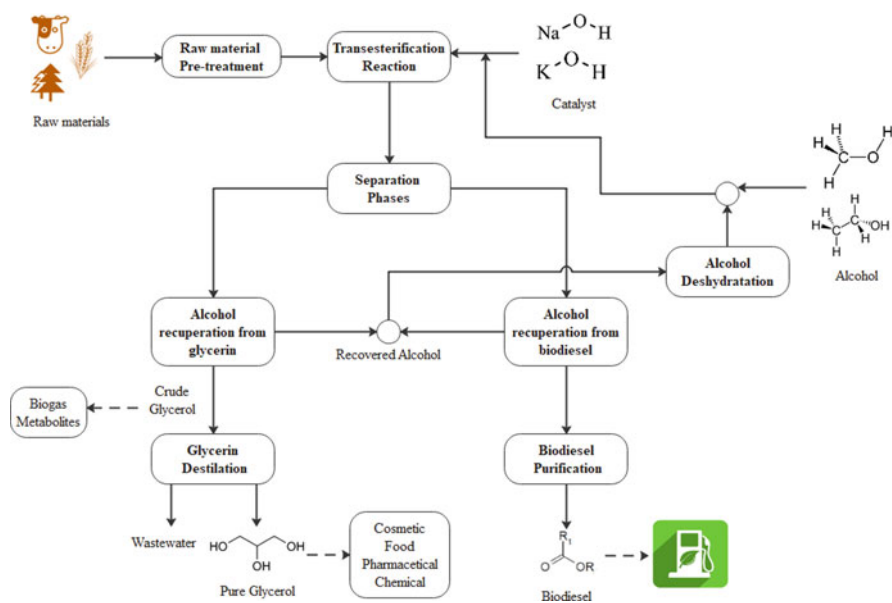 Raw materials
Raw material
Pre-treatment
Transesterification
Reaction
Na
O
H
K
O
H
Catalyst
H
H
H
C
O
H
H
H
C
C
OH
H
H
H
Alcohol
Separation
Phases
Alcohol
Deshydratation
Alcohol
recuperation from
glycerin
Recovered Alcohol
Alcohol
recuperation from
biodiesel
Biogas
Metabolites
Crude
Glycerol
Glycerin
Destilation
Biodiesel
Purification
Wastewater
HO
OH
OH
Pure Glycerol
Cosmetic
Food
Pharmacetical
Chemical
R1
O
OR
Biodiesel